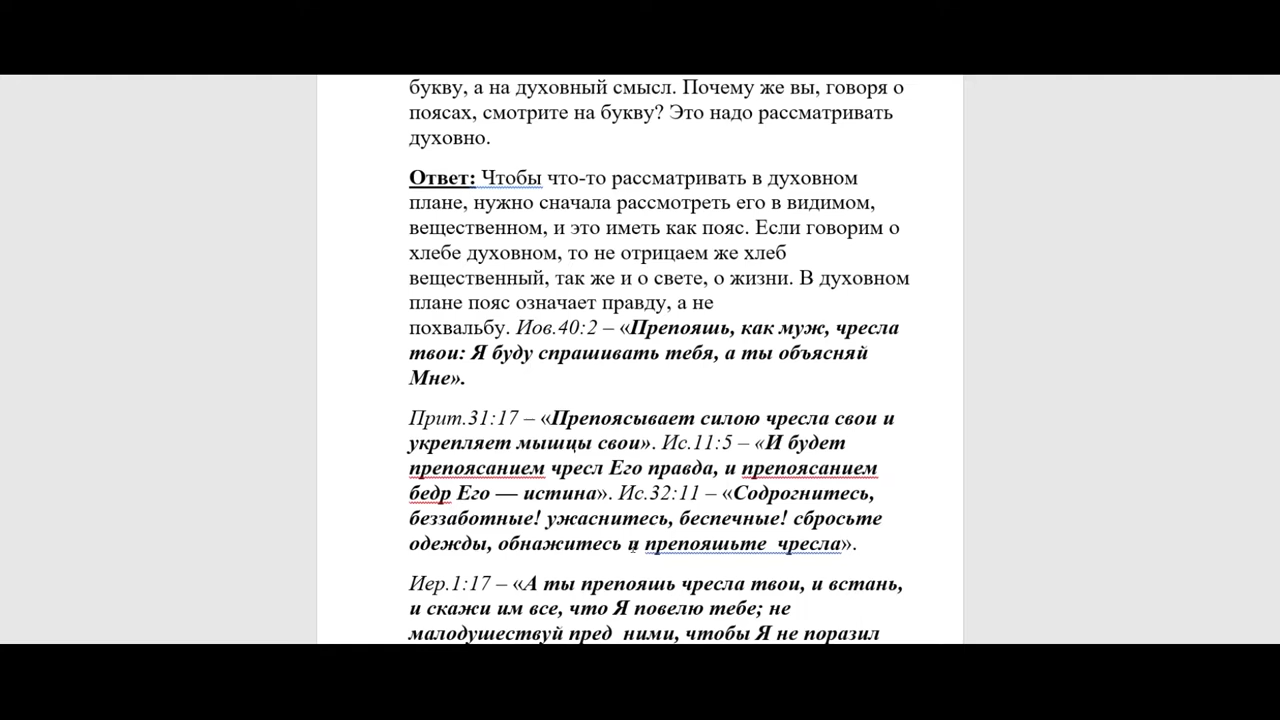 букву, а на духовный смысл. Почему же вы, говоря о
поясах, смотрите на букву? Это надо рассматривать
духовно.
Ответ: Чтобы что-то рассматривать в духовном
плане, нужно сначала рассмотреть его в видимом,
вещественном, и это иметь как пояс. Если говорим о
хлебе духовном, то не отрицаем же хлеб
вещественный, так же и о свете, о жизни. В духовном
плане пояс означает правду, а не
похвальбу. Иов.40:2 – «Препояшь, как муж, чресла
твои: Я буду спрашивать тебя, а ты объясняй
Мне».
Прит.31:17 – «Препоясывает силою чресла свои и
укрепляет мышцы свои». Ис.11:5 – «И будет
препоясанием чресл Его правда, и препоясанием
бедр Его — истина». Ис.32:11 – «Содрогнитесь,
беззаботные! ужаснитесь, беспечные! сбросьте
одежды, обнажитесь и препояшьте  чресла».
Иер.1:17 – «А ты препояшь чресла твои, и встань,
и скажи им все, что Я повелю тебе; не
малодушествуй пред  ними, чтобы Я не поразил